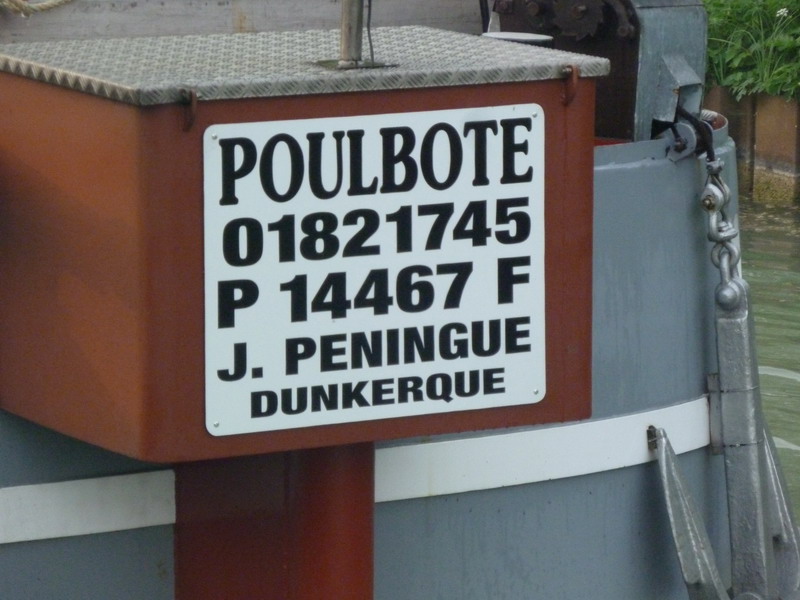 POULBOTE
01821745
P 14467 F
J. PENINGUE
DUNKERQUE